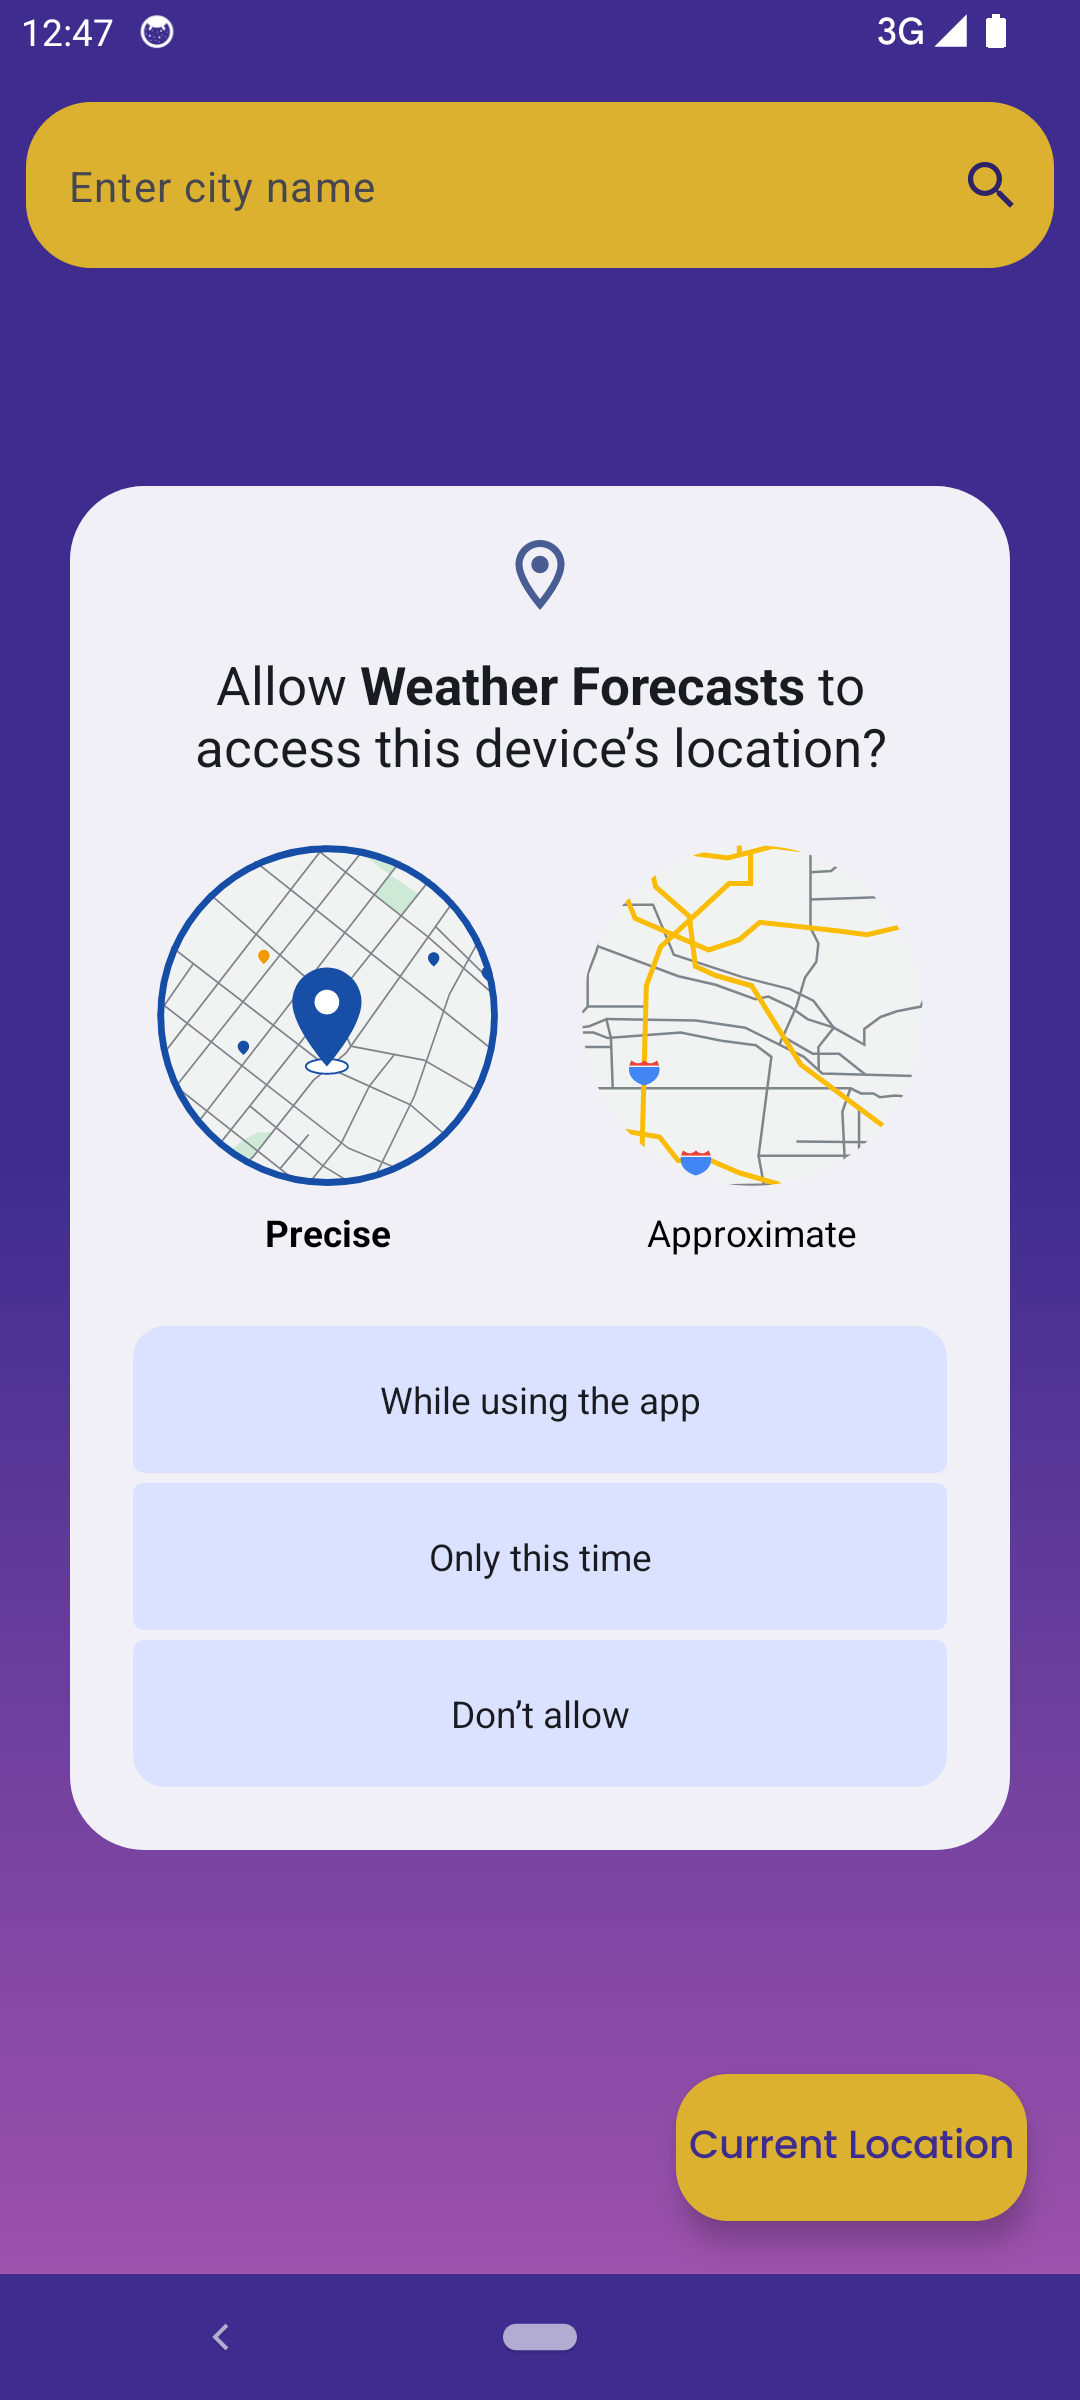 12:47
3G
Enter city name
Allow Weather Forecasts to
access this device’s location?
Precise
Approximate
While using the app
Only this time
Don’t allow
Current Location